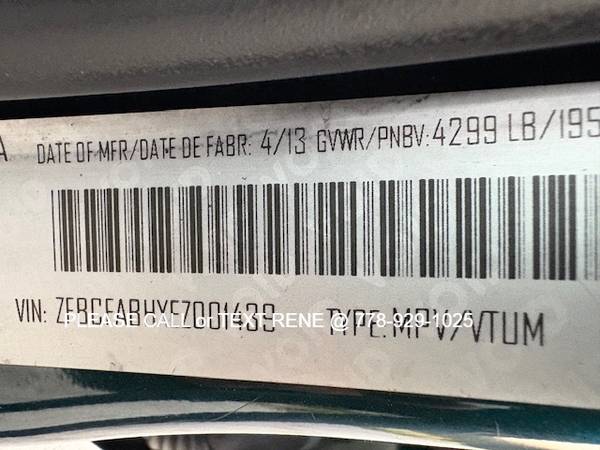 A DATE OF MFR/DATE DE FABR: 4/13 GVWR/PNBV: 4299 LB/195
VIN: ZFBCFABHXEZ001439 TYPE: MPV/VTUM
PLEASE CALL or TEXT RENE @ 778-929-1025